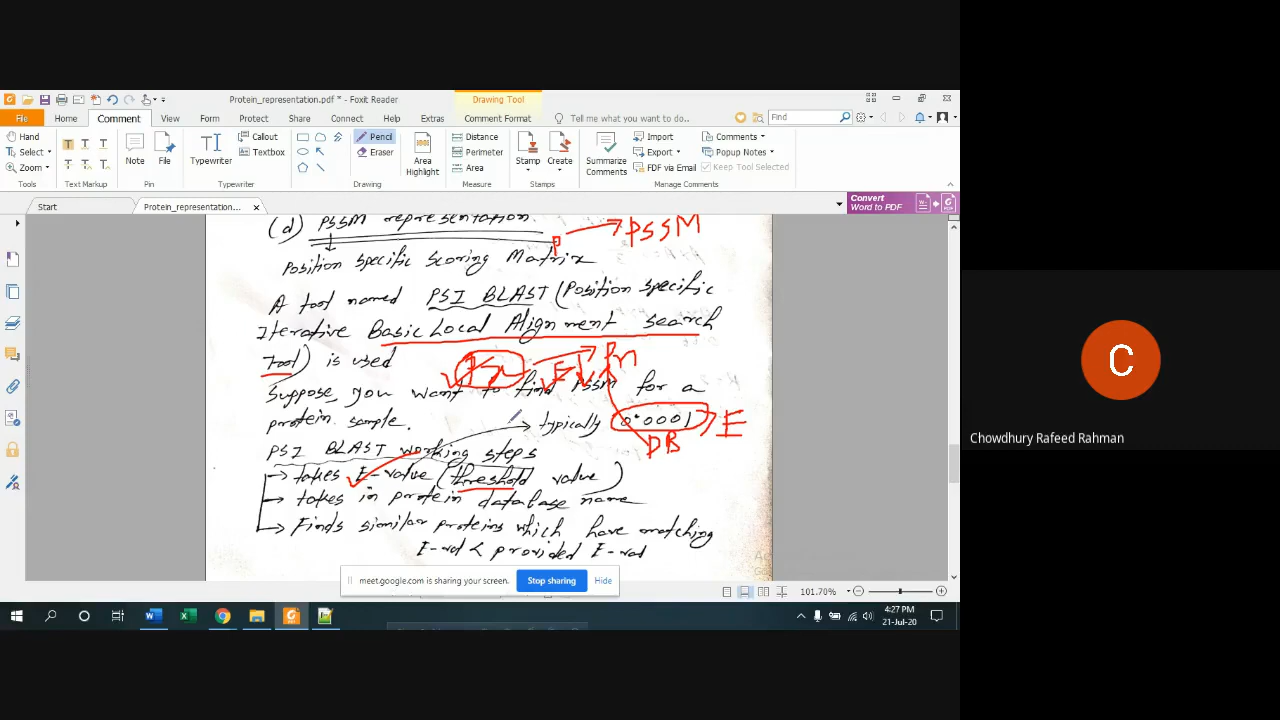 Protein_representation.pdf * - Foxit Reader
Drawing Tool
File Home Comment View Form Protect Share Connect Help Extras Comment Format Tell me what you want to do.. Find
Hand
Select
Zoom
Tools
Text Markup
Note
File
Pin
Typewriter
Callout
Textbox
Typewriter
Pencil
Eraser
Drawing
Area Highlight
Distance
Perimeter
Area
Measure
Stamp
Create
Stamps
Summarize Comments
Import
Export
FDF via Email
Comments
Popup Notes
Keep Tool Selected
Manage Comments
Start
Protein_representation...
Convert
Word to PDF
(d) PSSM representation.
P → PSSM
Position specific scoring Matrix
A tool named PSI BLAST (Position specific
Iterative Basic Local Alignment search
Tool) is used
Suppose, you want to find PSSM for a
protein sample.
→ typically 0.0001 → E
DB
PSI BLAST working steps
→ takes E-value (threshold value)
→ takes in protein database name
→ Finds similar proteins which have matching
E-val < provided E-val
meet.google.com is sharing your screen.
Stop sharing
Hide
101.70%
4:27 PM
21-Jul-20
C
Chowdhury Rafeed Rahman